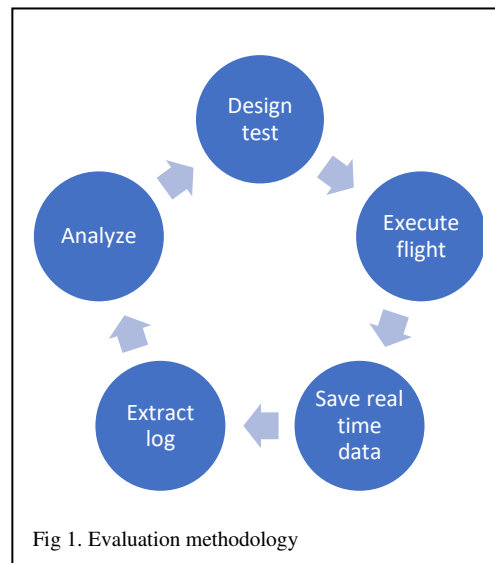 Design
test
Execute
flight
Save real
time
data
Extract
log
Analyze
Fig 1. Evaluation methodology